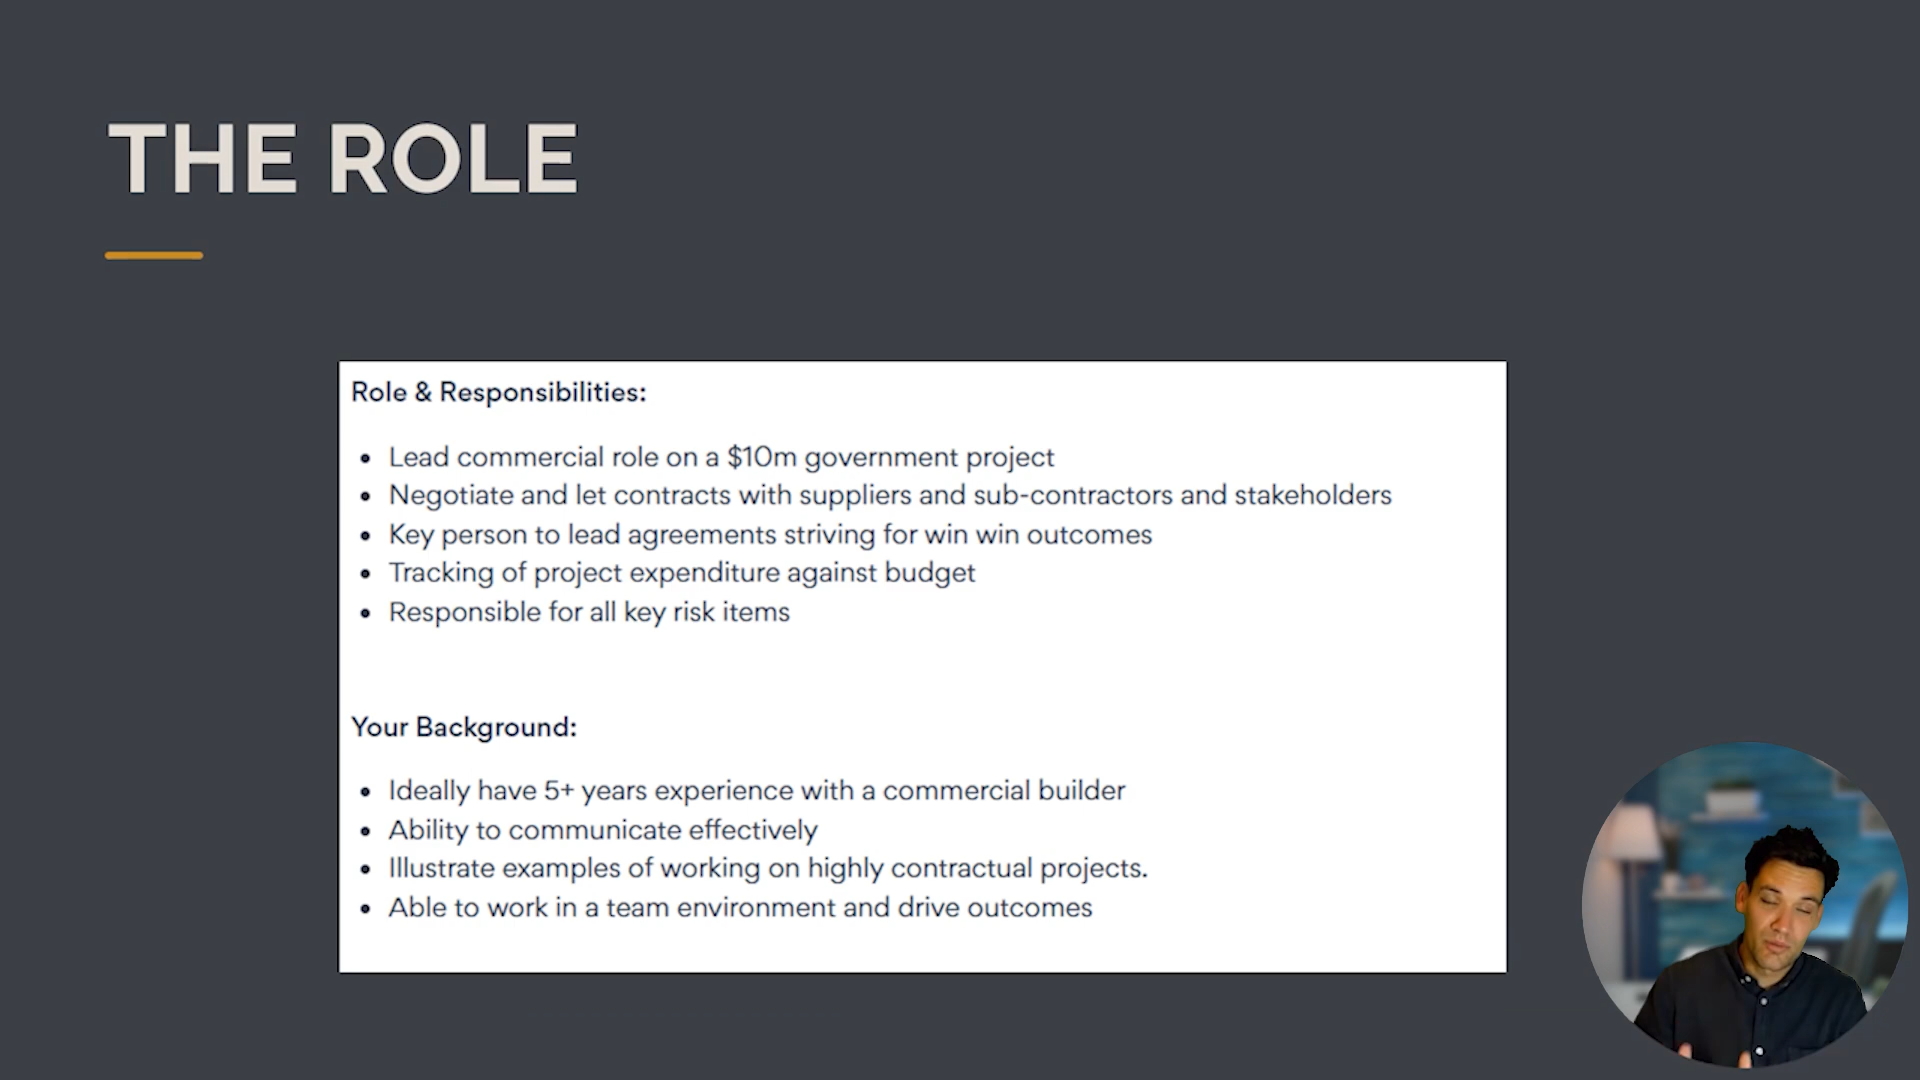 THE ROLE
Role & Responsibilities:
Lead commercial role on a $10m government project
Negotiate and let contracts with suppliers and sub-contractors and stakeholders
Key person to lead agreements striving for win win outcomes
Tracking of project expenditure against budget
Responsible for all key risk items
Your Background:
Ideally have 5+ years experience with a commercial builder
Ability to communicate effectively
Illustrate examples of working on highly contractual projects.
Able to work in a team environment and drive outcomes